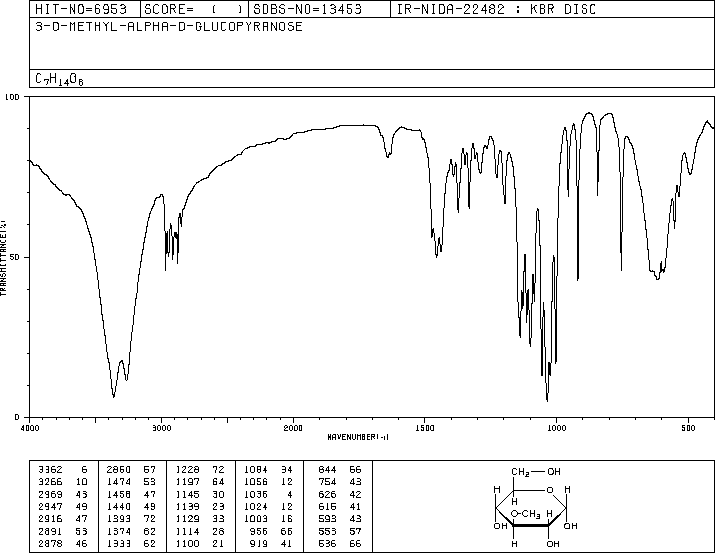 HIT-NO=6953 SCORE= ( ) SDBS-NO=13453 IR-NIDA-22482 : KBR DISC
3-O-METHYL-ALPHA-D-GLUCOPYRANOSE
C7H14O6
100
50
0
TRANSMITTANCE(%)
4000 3000 2000 1500 1000 500
WAVENUMBER(-1)
3362 6 2860 67 1228 72 1084 34 844 66
3266 10 1474 53 1197 64 1056 12 754 43
2969 43 1458 47 1145 30 1036 4 626 42
2947 49 1440 49 1139 23 1024 12 616 41
2916 47 1393 72 1129 33 1003 16 593 43
2891 53 1374 62 1114 28 956 66 553 57
2878 46 1333 62 1100 21 919 41 536 66
CH2 OH
H O H
H
H
O-CH3 H
OH OH
H OH